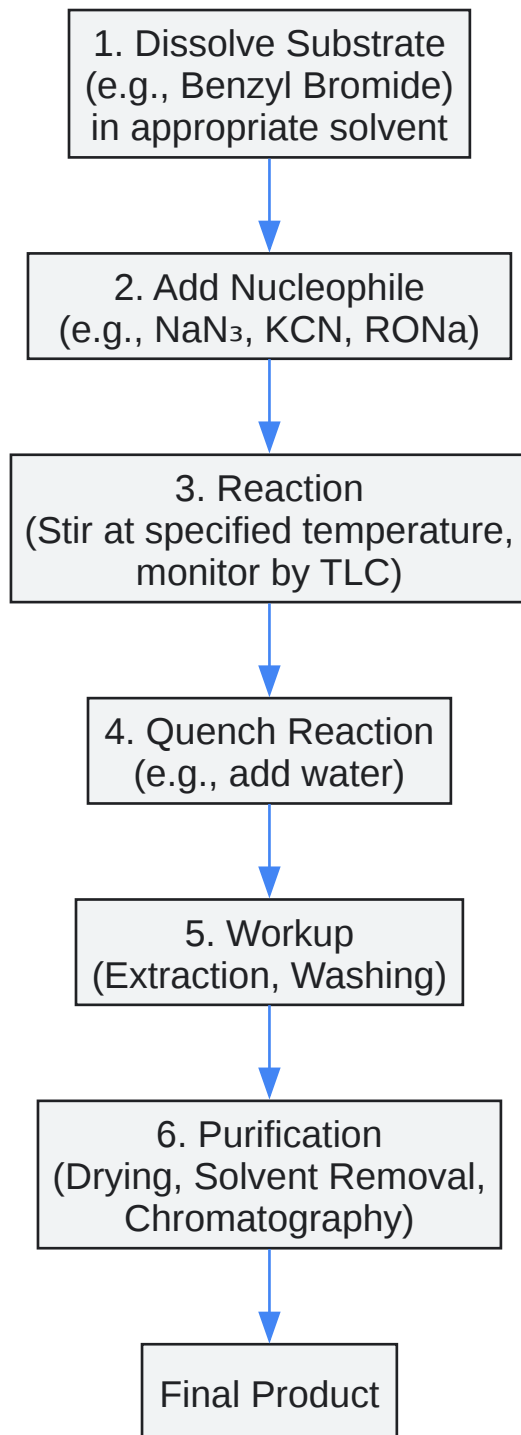 1. Dissolve Substrate
(e.g., Benzyl Bromide)
in appropriate solvent
2. Add Nucleophile
(e.g., NaN₃, KCN, RONa)
3. Reaction
(Stir at specified temperature,
monitor by TLC)
4. Quench Reaction
(e.g., add water)
5. Workup
(Extraction, Washing)
6. Purification
(Drying, Solvent Removal,
Chromatography)
Final Product